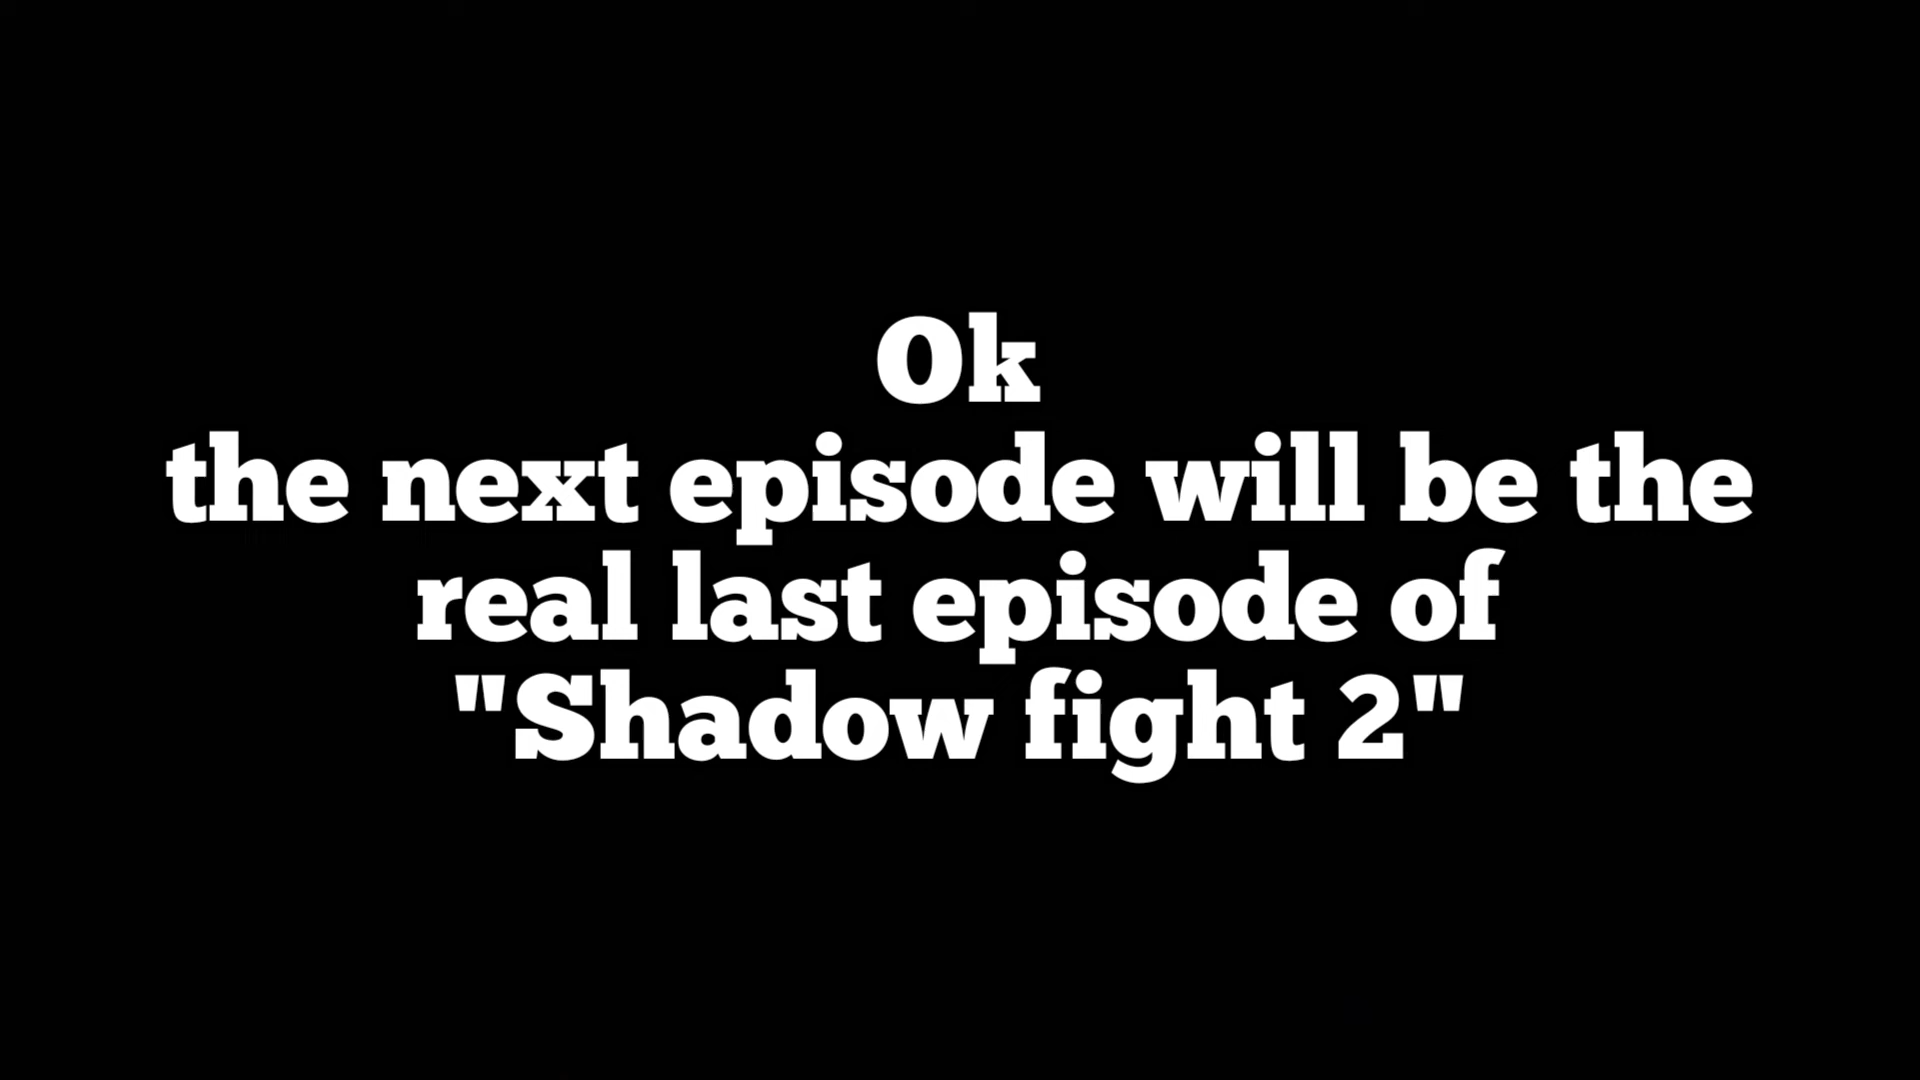 Ok
the next episode will be the
real last episode of
"Shadow fight 2"